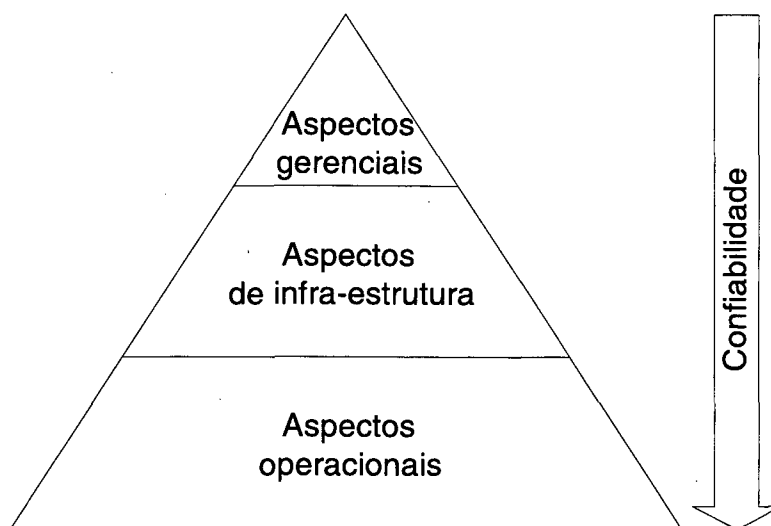 Aspectos
gerenciais
Aspectos
de infra-estrutura
Aspectos
operacionais
Confiabilidade